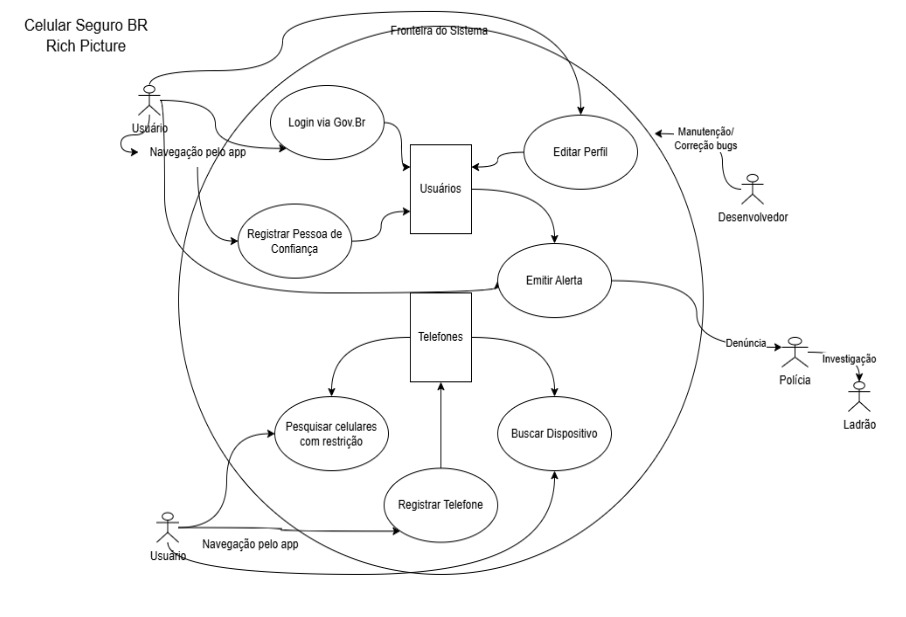 Celular Seguro BR
Rich Picture
Fronteira do Sistema
Usuário
Navegação pelo app
Login via Gov.Br
Editar Perfil
Manutenção/
Correção bugs
Desenvolvedor
Usuários
Registrar Pessoa de
Confiança
Emitir Alerta
Telefones
Denúncia
Polícia
Investigação
Ladrão
Pesquisar celulares
com restrição
Buscar Dispositivo
Registrar Telefone
Usuário
Navegação pelo app